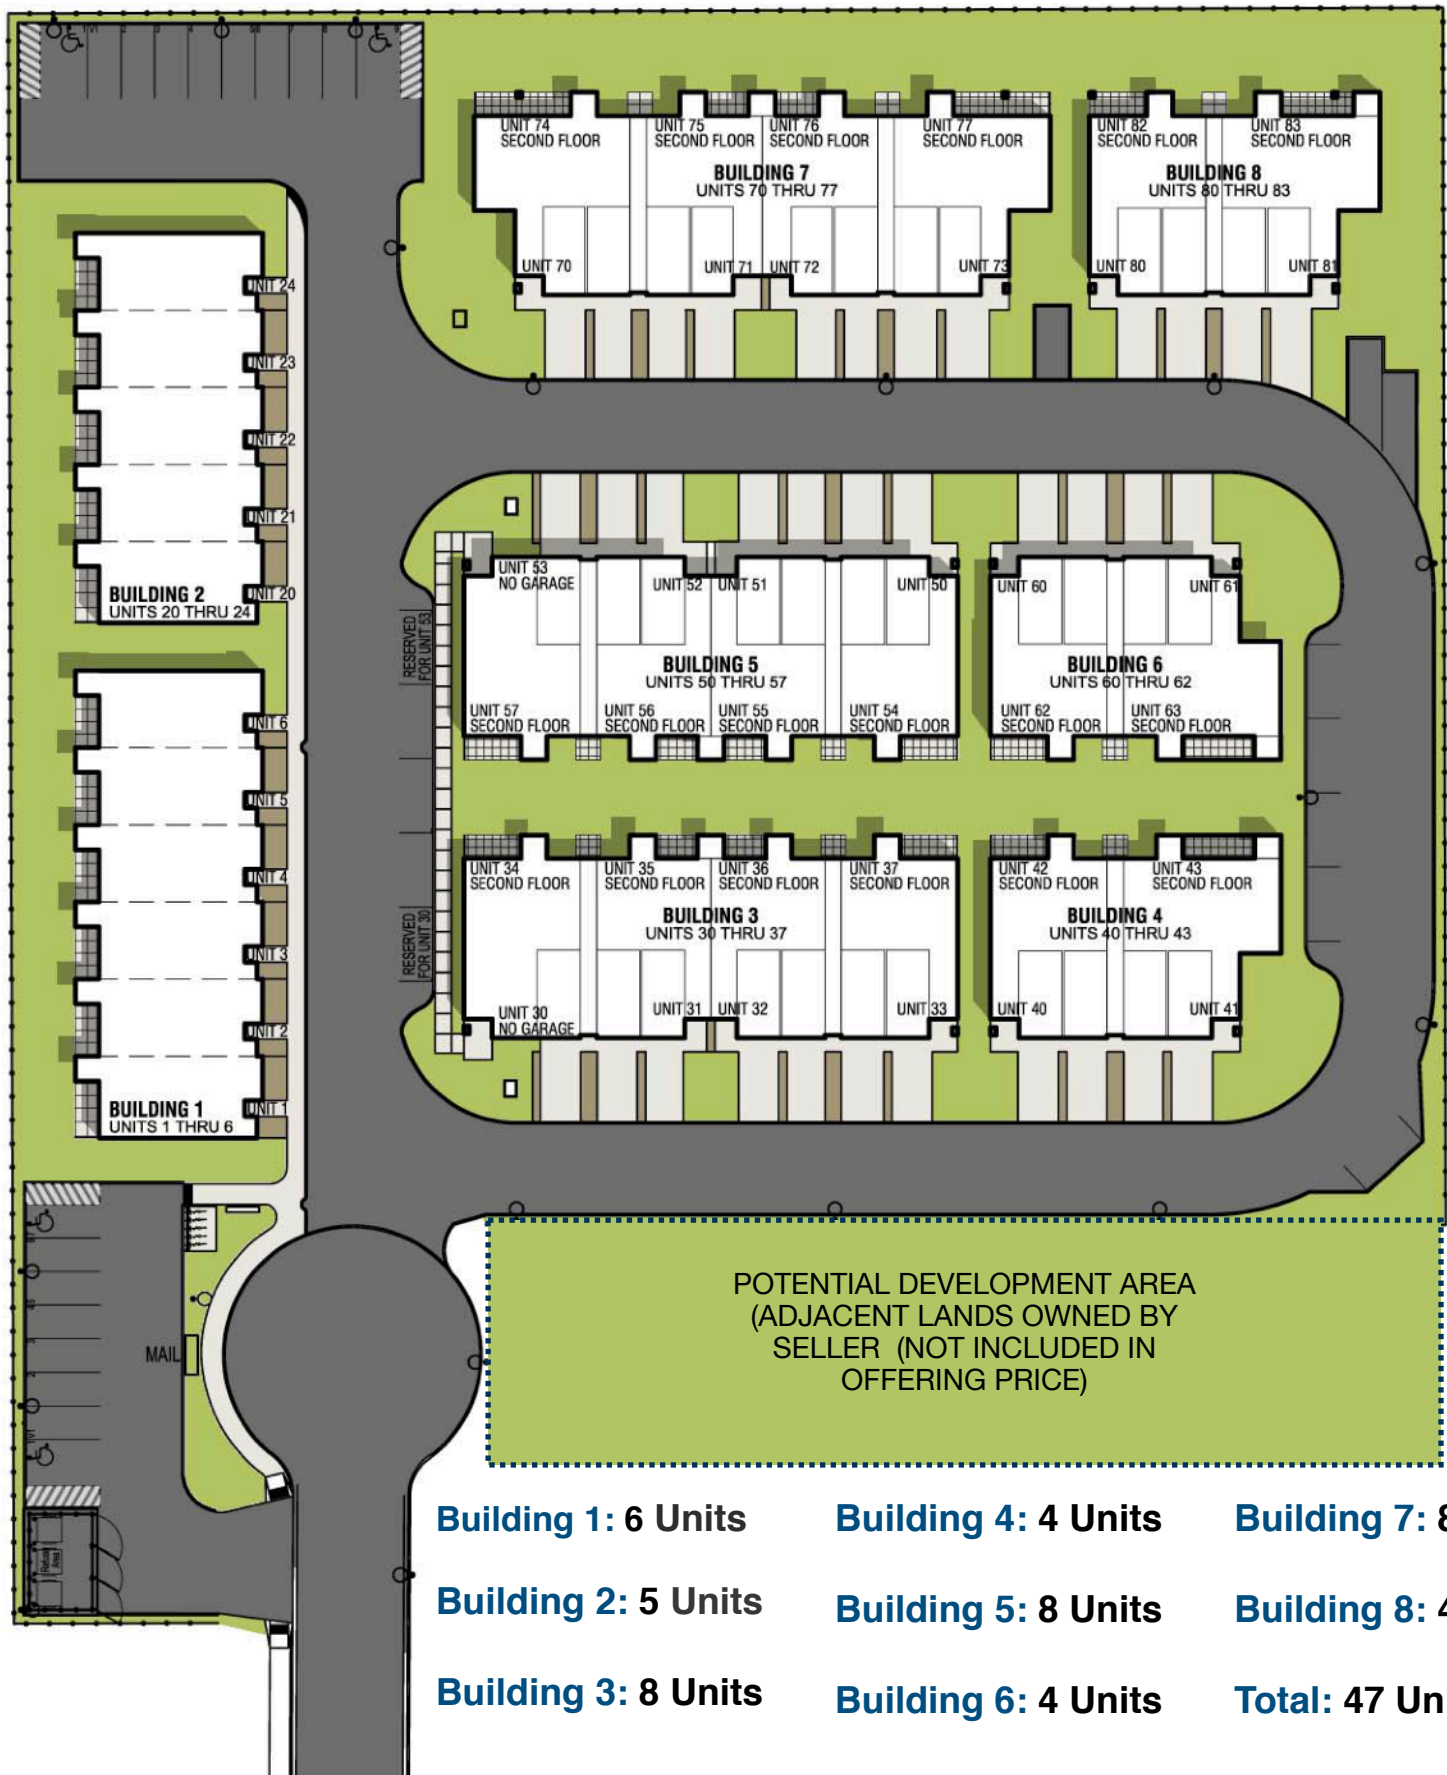 UNIT 74
SECOND FLOOR
UNIT 75
SECOND FLOOR
UNIT 76
SECOND FLOOR
UNIT 77
SECOND FLOOR
BUILDING 7
UNITS 70 THRU 77
UNIT 70
UNIT 71
UNIT 72
UNIT 73
UNIT 82
SECOND FLOOR
UNIT 83
SECOND FLOOR
BUILDING 8
UNITS 80 THRU 83
UNIT 80
UNIT 81
UNIT 24
UNIT 23
UNIT 22
UNIT 21
UNIT 20
BUILDING 2
UNITS 20 THRU 24
UNIT 53
NO GARAGE
UNIT 52
UNIT 51
UNIT 50
RESERVED
FOR UNIT 53
BUILDING 5
UNITS 50 THRU 57
UNIT 57
SECOND FLOOR
UNIT 56
SECOND FLOOR
UNIT 55
SECOND FLOOR
UNIT 54
SECOND FLOOR
UNIT 60
UNIT 61
BUILDING 6
UNITS 60 THRU 62
UNIT 62
SECOND FLOOR
UNIT 63
SECOND FLOOR
UNIT 6
UNIT 5
UNIT 4
UNIT 3
UNIT 2
UNIT 1
BUILDING 1
UNITS 1 THRU 6
UNIT 34
SECOND FLOOR
UNIT 35
SECOND FLOOR
UNIT 36
SECOND FLOOR
UNIT 37
SECOND FLOOR
RESERVED
FOR UNIT 30
BUILDING 3
UNITS 30 THRU 37
UNIT 30
NO GARAGE
UNIT 31
UNIT 32
UNIT 33
UNIT 42
SECOND FLOOR
UNIT 43
SECOND FLOOR
BUILDING 4
UNITS 40 THRU 43
UNIT 40
UNIT 41
MAIL
Refuse
Area
POTENTIAL DEVELOPMENT AREA
(ADJACENT LANDS OWNED BY
SELLER (NOT INCLUDED IN
OFFERING PRICE)
Building 1: 6 Units
Building 2: 5 Units
Building 3: 8 Units
Building 4: 4 Units
Building 5: 8 Units
Building 6: 4 Units
Building 7: 8
Building 8: 4
Total: 47 Un